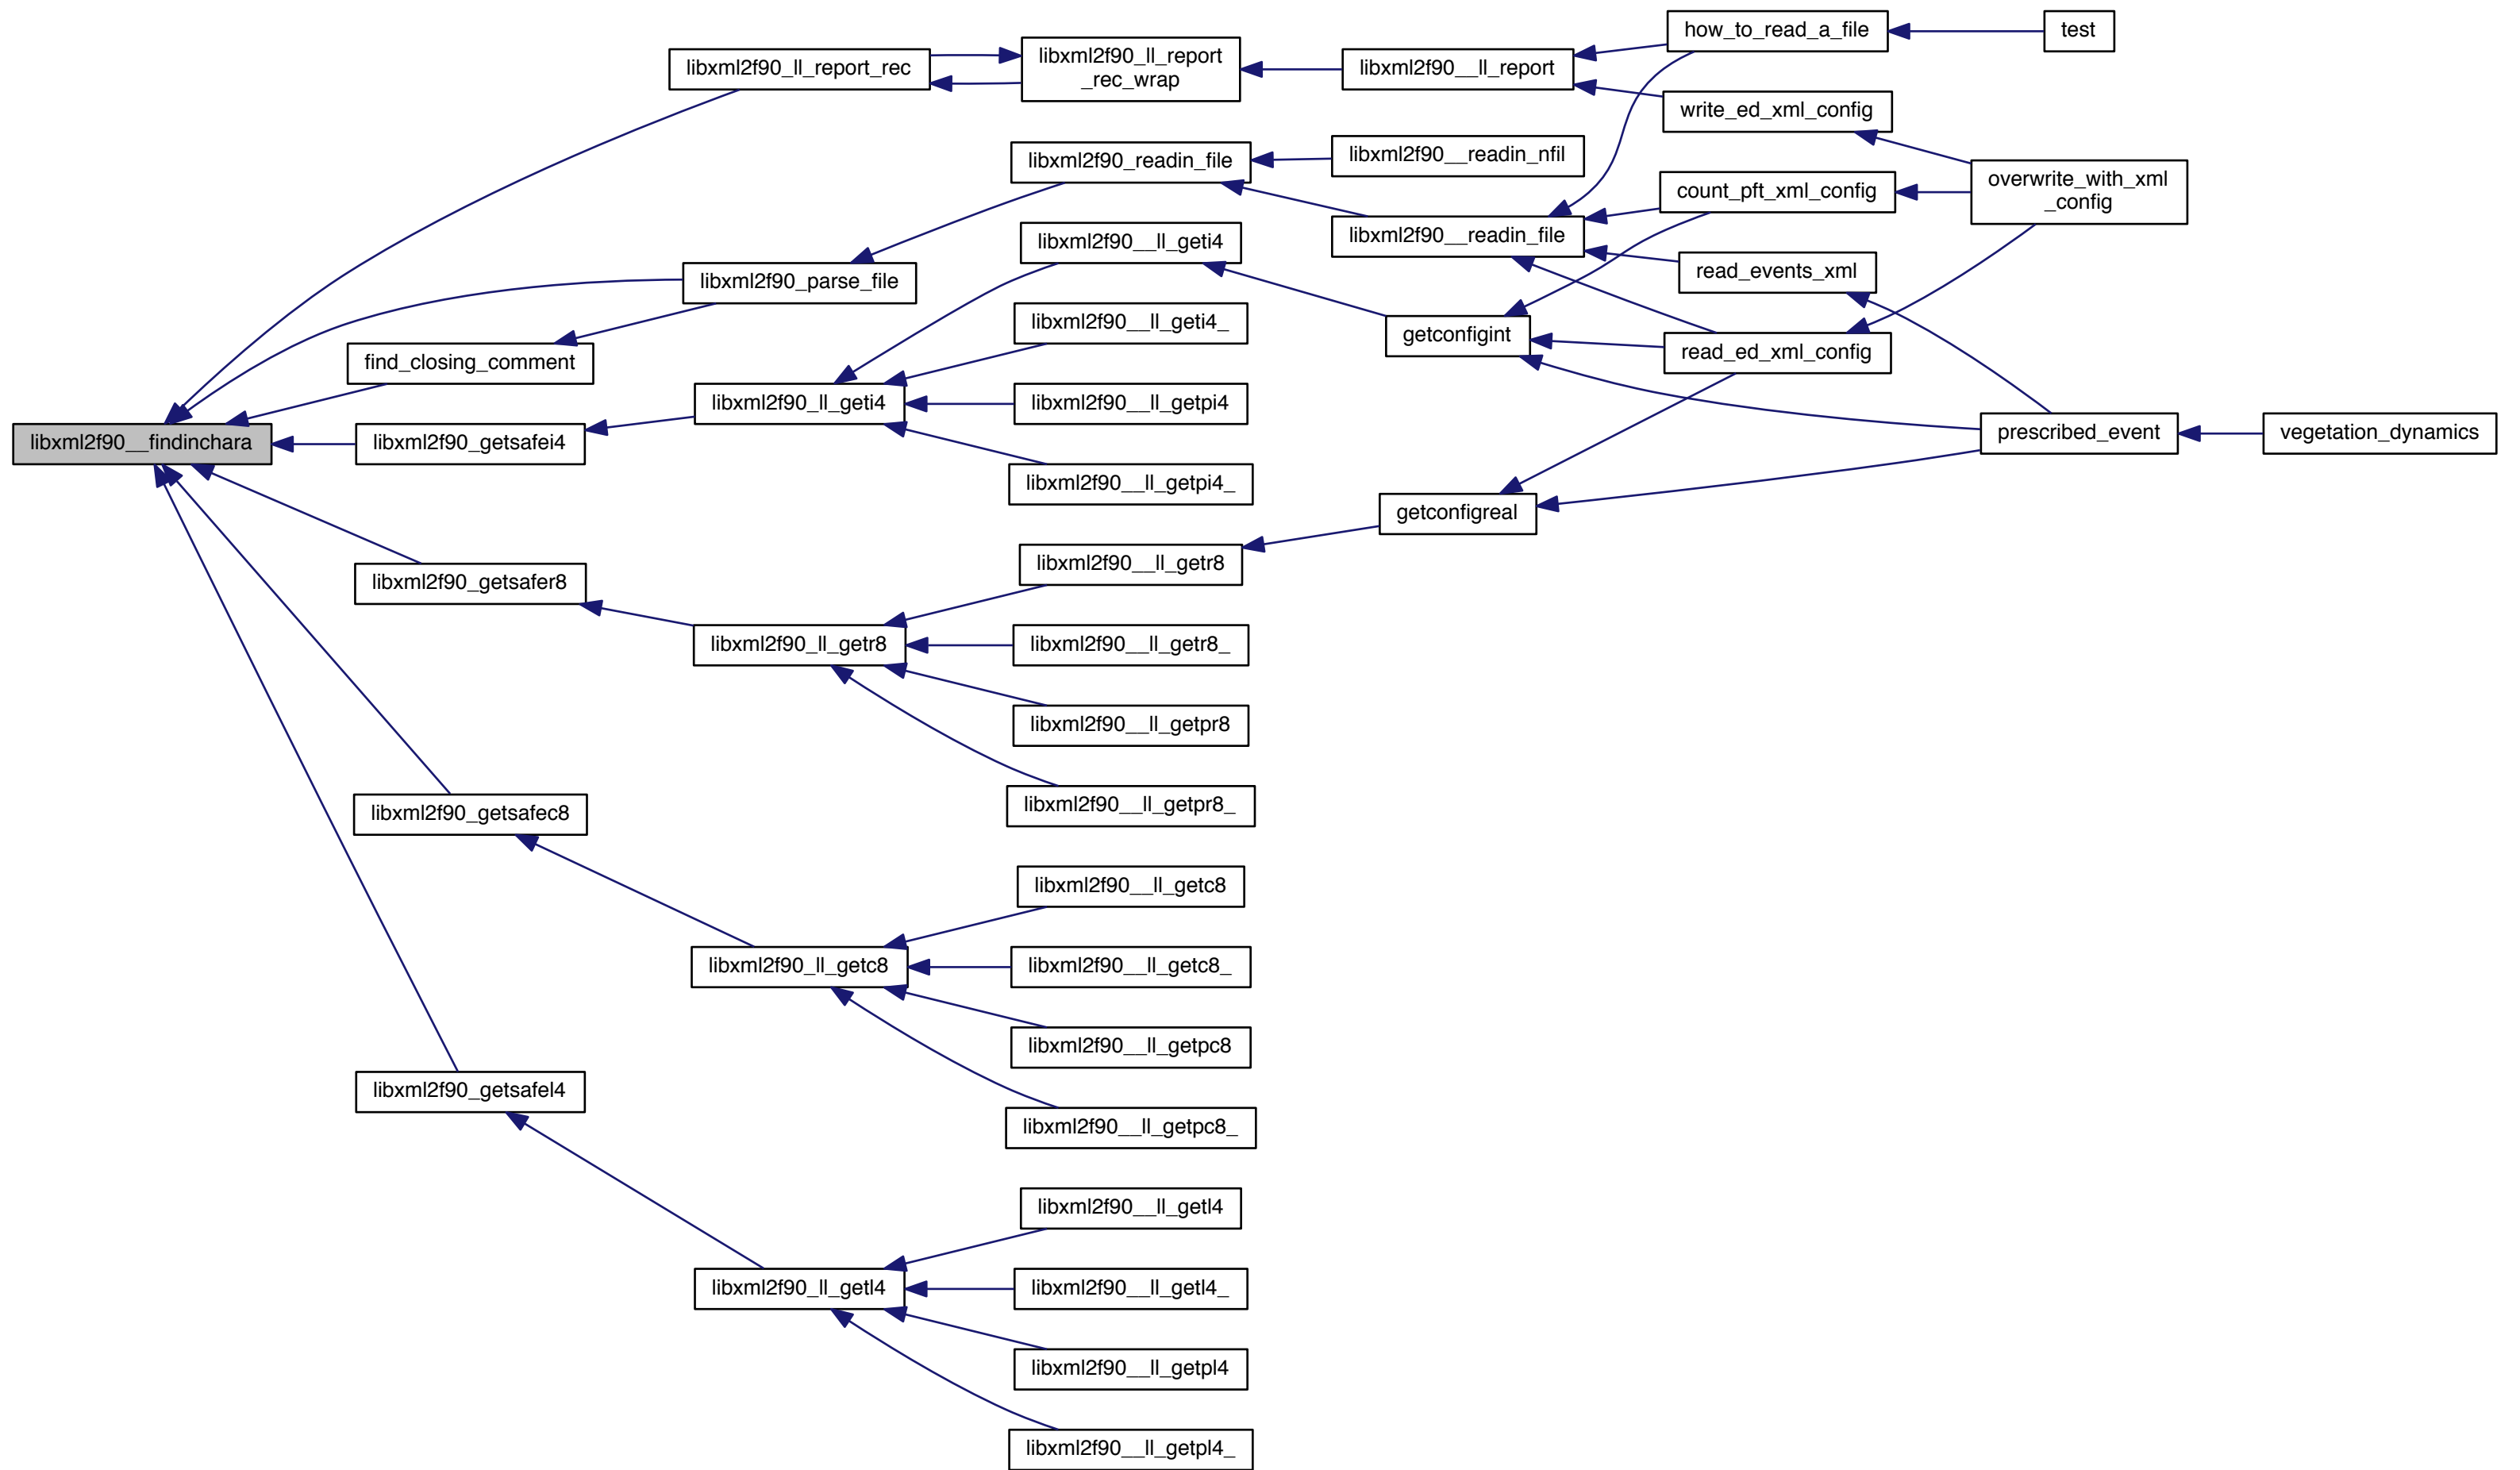 how_to_read_a_file
test
libxml2f90_ll_report_rec
libxml2f90_ll_report
_rec_wrap
libxml2f90__ll_report
write_ed_xml_config
libxml2f90_readin_file
libxml2f90__readin_nfil
count_pft_xml_config
overwrite_with_xml
_config
libxml2f90__readin_file
libxml2f90__ll_geti4
read_events_xml
libxml2f90_parse_file
libxml2f90__ll_geti4_
getconfigint
read_ed_xml_config
find_closing_comment
libxml2f90_ll_geti4
libxml2f90__ll_getpi4
libxml2f90__findinchara
libxml2f90_getsafei4
prescribed_event
vegetation_dynamics
libxml2f90__ll_getpi4_
getconfigreal
libxml2f90__ll_getr8
libxml2f90_getsafer8
libxml2f90_ll_getr8
libxml2f90__ll_getr8_
libxml2f90__ll_getpr8
libxml2f90__ll_getpr8_
libxml2f90_getsafec8
libxml2f90__ll_getc8
libxml2f90_ll_getc8
libxml2f90__ll_getc8_
libxml2f90__ll_getpc8
libxml2f90_getsafel4
libxml2f90__ll_getpc8_
libxml2f90__ll_getl4
libxml2f90_ll_getl4
libxml2f90__ll_getl4_
libxml2f90__ll_getpl4
libxml2f90__ll_getpl4_